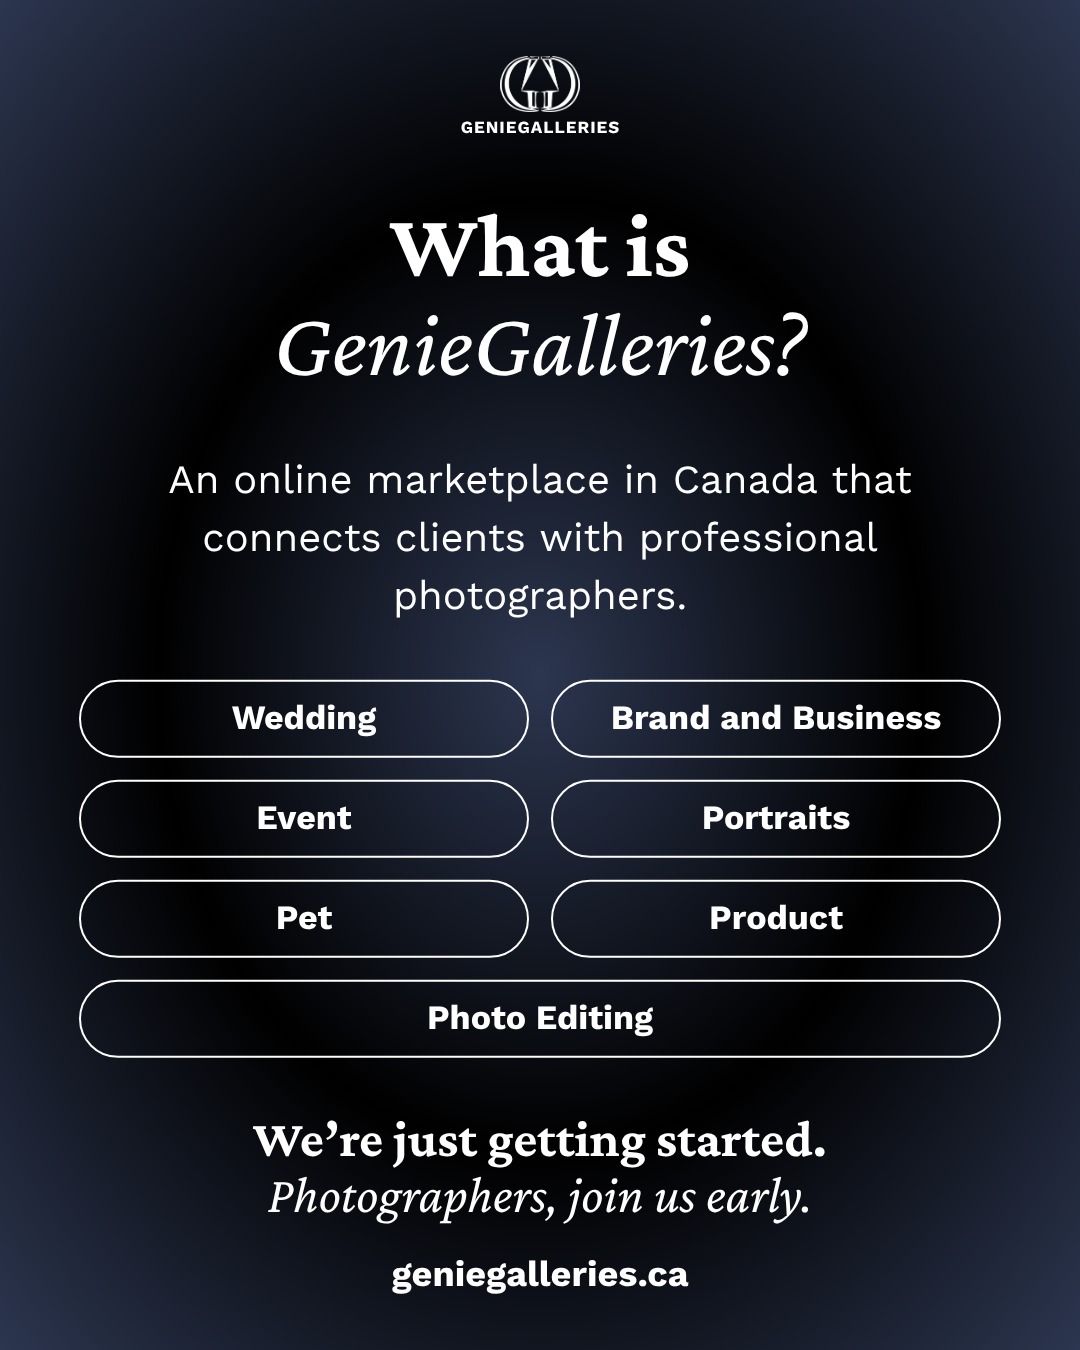 GENIEGALLERIES
What is
GenieGalleries?
An online marketplace in Canada that
connects clients with professional
photographers.
Wedding
Brand and Business
Event
Portraits
Pet
Product
Photo Editing
We’re just getting started.
Photographers, join us early.
geniegalleries.ca